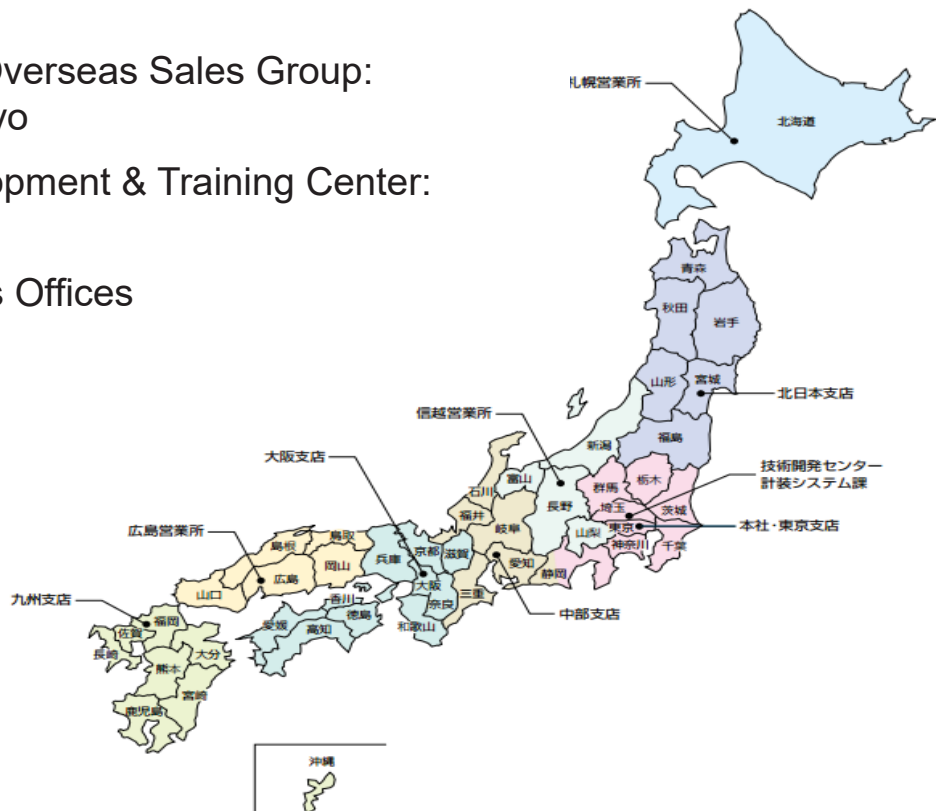 Overseas Sales Group:
yo
opment & Training Center:
s Offices
札幌営業所
北海道
青森
秋田
岩手
山形
宮城
北日本支店
信越営業所
新潟
福島
大阪支店
技術開発センター
計装システム課
石川
富山
群馬
栃木
長野
埼玉
茨城
福井
岐阜
東京
本社・東京支店
広島営業所
山梨
神奈川
千葉
島根
鳥取
兵庫
京都
滋賀
愛知
静岡
岡山
広島
大阪
山口
香川
奈良
三重
中部支店
九州支店
福岡
佐賀
愛媛
高知
徳島
和歌山
長崎
大分
熊本
宮崎
鹿児島
沖縄